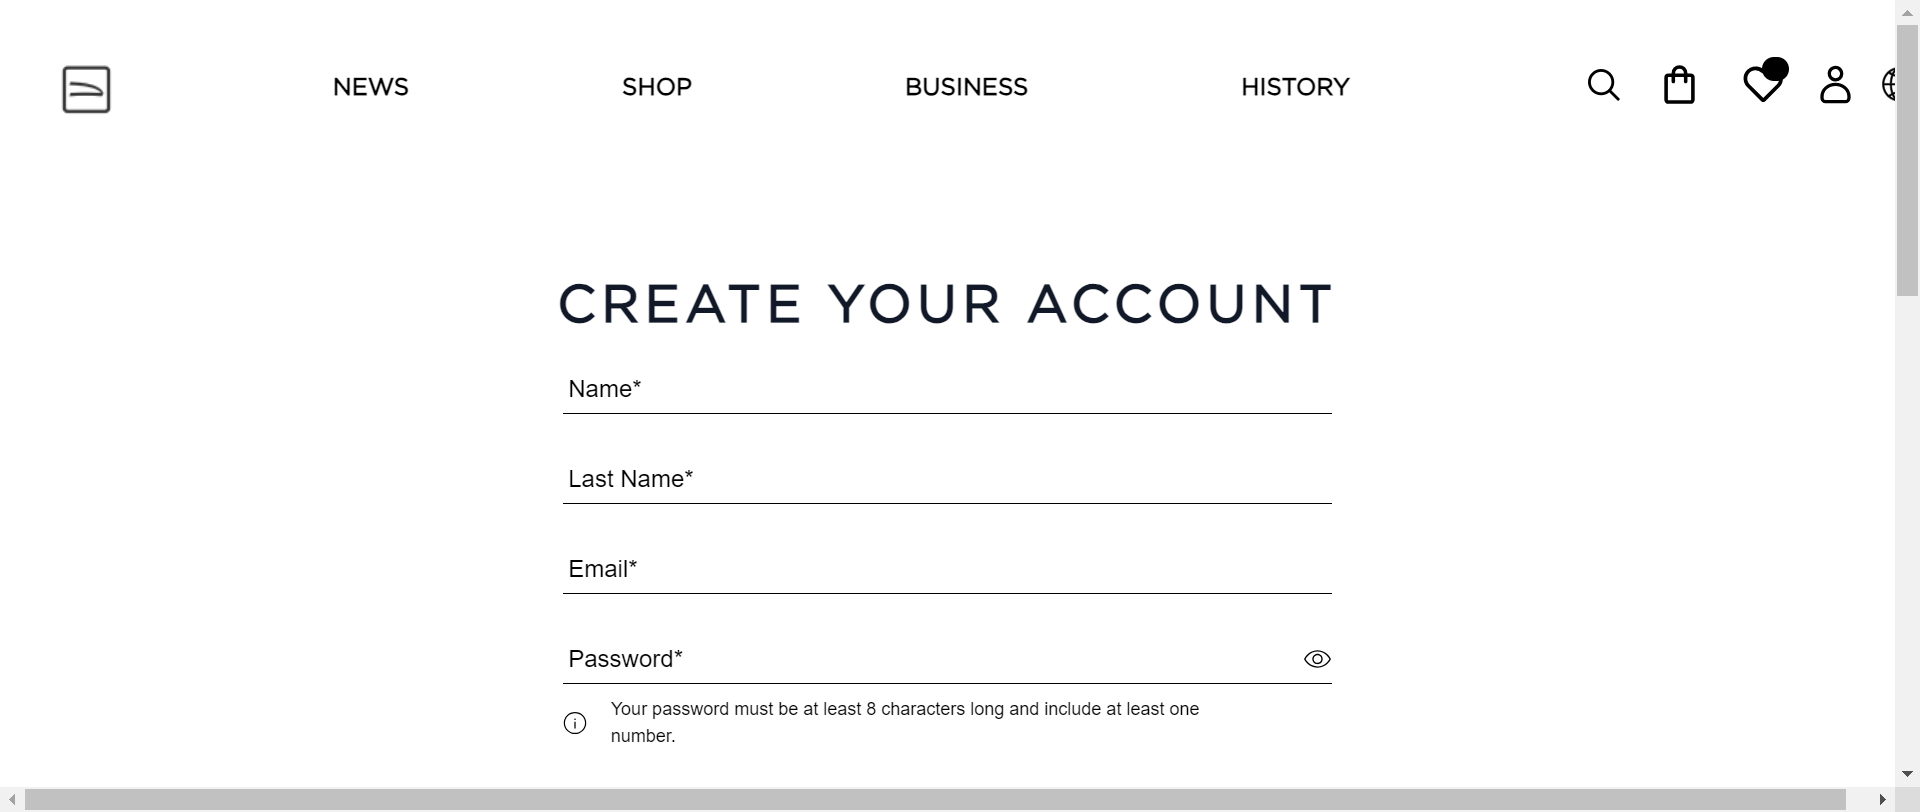 NEWS
SHOP
BUSINESS
HISTORY
CREATE YOUR ACCOUNT
Name*
Last Name*
Email*
Password*
Your password must be at least 8 characters long and include at least one
number.